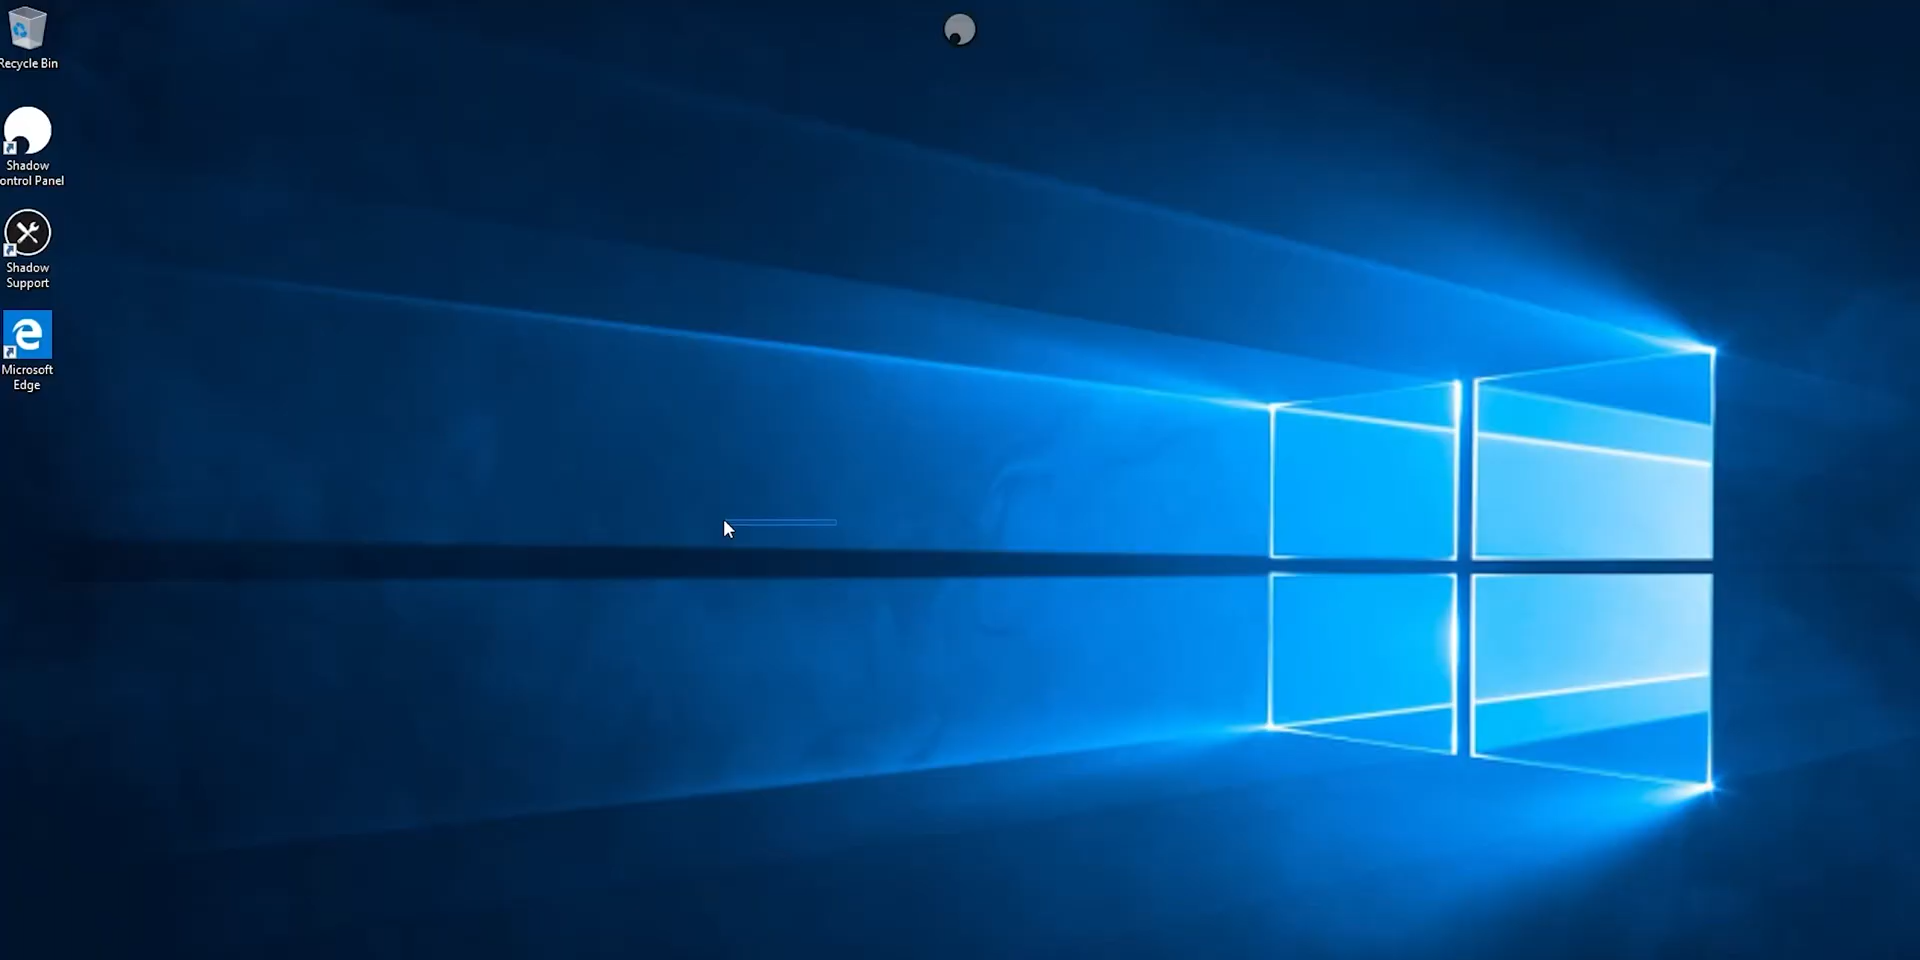 Recycle Bin
Shadow
ontrol Panel
Shadow
Support
Microsoft
Edge